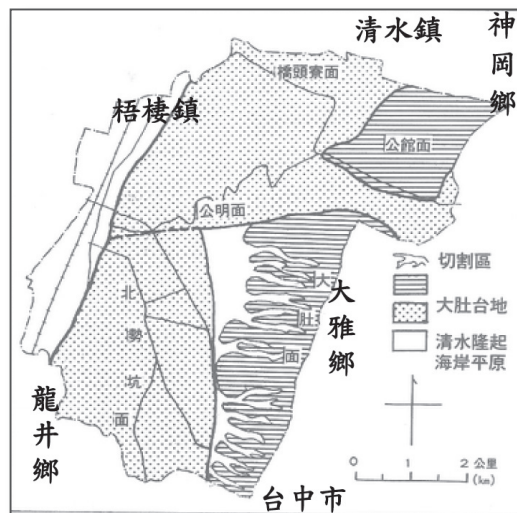 清水鎮
神岡鄉
梧棲鎮
橋頭寮面
公館面
公明面
大肚面
北勢坑面
大雅鄉
龍井鄉
台中市
切割區
大肚台地
清水隆起
海岸平原
0 1 2 公里
(km)